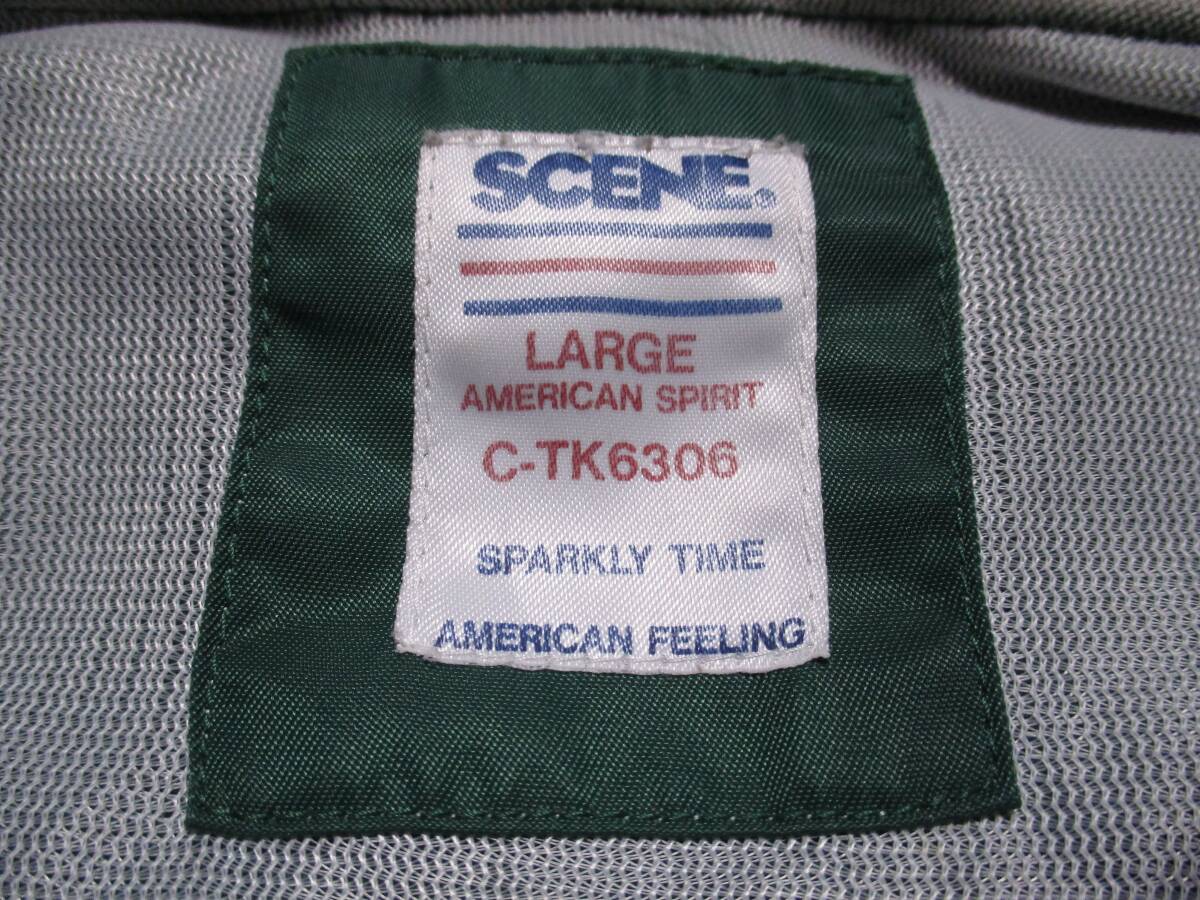 SCENE®
LARGE
AMERICAN SPIRIT
C-TK6306
SPARKLY TIME
AMERICAN FEELING